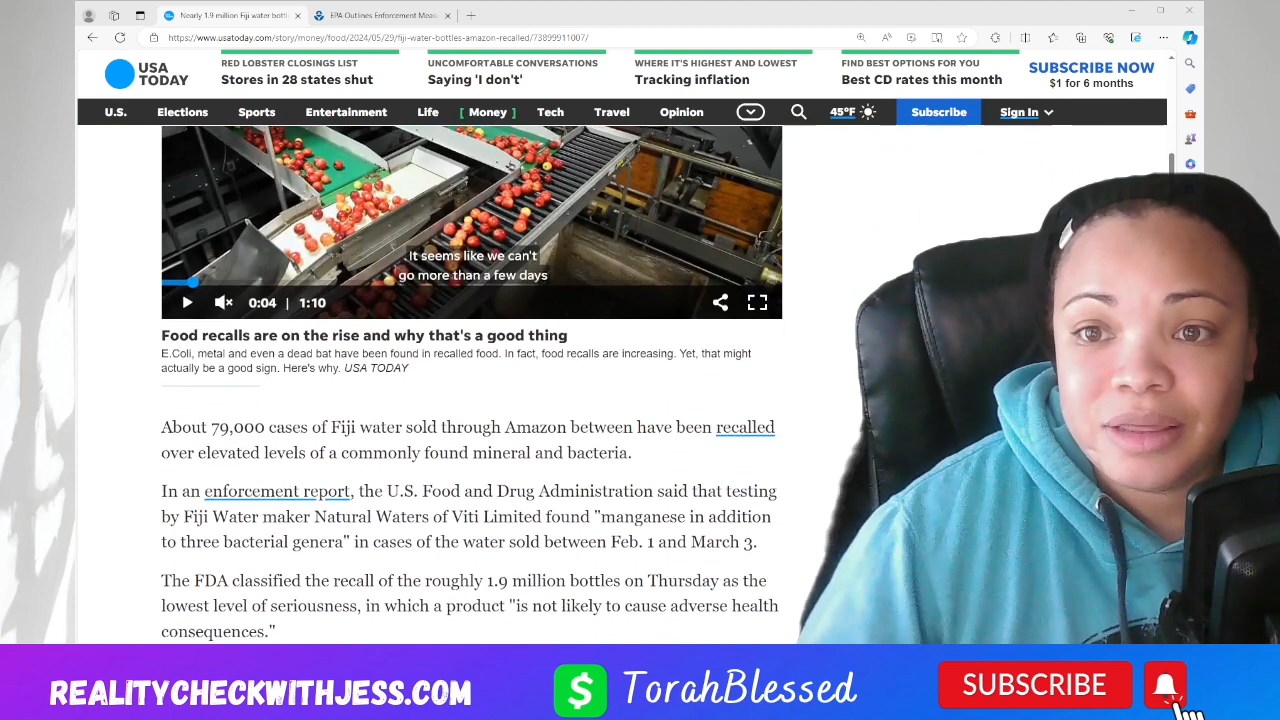 Nearly 1.9 million Fiji water bottl
EPA Outlines Enforcement Meas
https://www.usatoday.com/story/money/food/2024/05/29/fiji-water-bottles-amazon-recalled/73899911007/
USA
TODAY
RED LOBSTER CLOSINGS LIST
Stores in 28 states shut
UNCOMFORTABLE CONVERSATIONS
Saying 'I don't'
WHERE IT'S HIGHEST AND LOWEST
Tracking inflation
FIND BEST OPTIONS FOR YOU
Best CD rates this month
SUBSCRIBE NOW
$1 for 6 months
U.S. Elections Sports Entertainment Life [ Money ] Tech Travel Opinion 45°F Subscribe Sign In
It seems like we can't
go more than a few days
0:04 | 1:10
Food recalls are on the rise and why that's a good thing
E.Coli, metal and even a dead bat have been found in recalled food. In fact, food recalls are increasing. Yet, that might
actually be a good sign. Here's why. USA TODAY
About 79,000 cases of Fiji water sold through Amazon between have been recalled
over elevated levels of a commonly found mineral and bacteria.
In an enforcement report, the U.S. Food and Drug Administration said that testing
by Fiji Water maker Natural Waters of Viti Limited found "manganese in addition
to three bacterial genera" in cases of the water sold between Feb. 1 and March 3.
The FDA classified the recall of the roughly 1.9 million bottles on Thursday as the
lowest level of seriousness, in which a product "is not likely to cause adverse health
consequences."
REALITYCHECKWITHJESS.COM
$ TorahBlessed
SUBSCRIBE